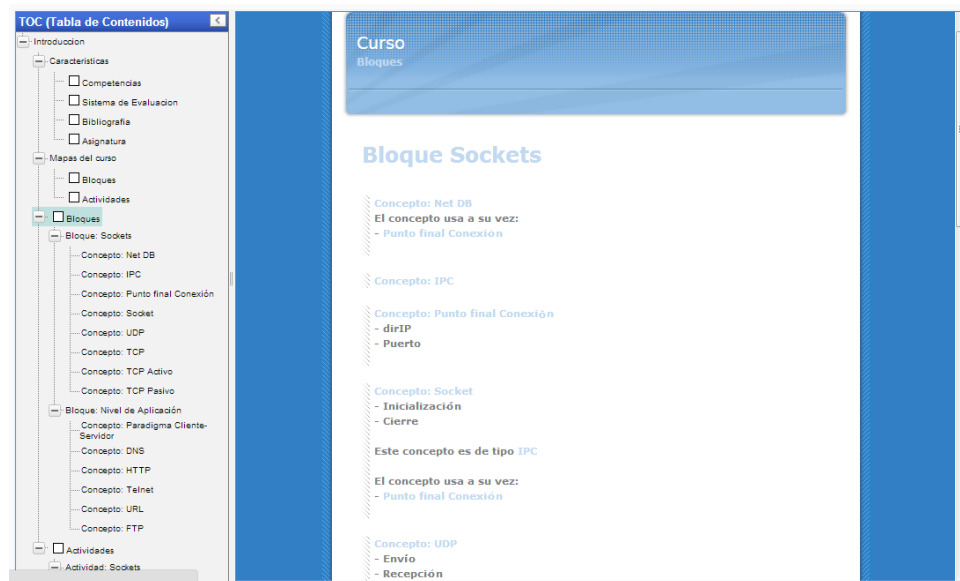 TOC (Tabla de Contenidos)
Introduccion
Caracteristicas
Competencias
Sistema de Evaluacion
Bibliografia
Asignatura
Mapas del curso
Bloques
Actividades
Bloques
Bloque: Sockets
Concepto: Net DB
Concepto: IPC
Concepto: Punto final Conexión
Concepto: Socket
Concepto: UDP
Concepto: TCP
Concepto: TCP Activo
Concepto: TCP Pasivo
Bloque: Nivel de Aplicación
Concepto: Paradigma Cliente-
Servidor
Concepto: DNS
Concepto: HTTP
Concepto: Telnet
Concepto: URL
Concepto: FTP
Actividades
Actividad: Sockets
Curso
Bloques
Bloque Sockets
Concepto: Net DB
El concepto usa a su vez:
- Punto final Conexión
Concepto: IPC
Concepto: Punto final Conexión
- dirIP
- Puerto
Concepto: Socket
- Inicialización
- Cierre
Este concepto es de tipo IPC
El concepto usa a su vez:
- Punto final Conexión
Concepto: UDP
- Envío
- Recepción